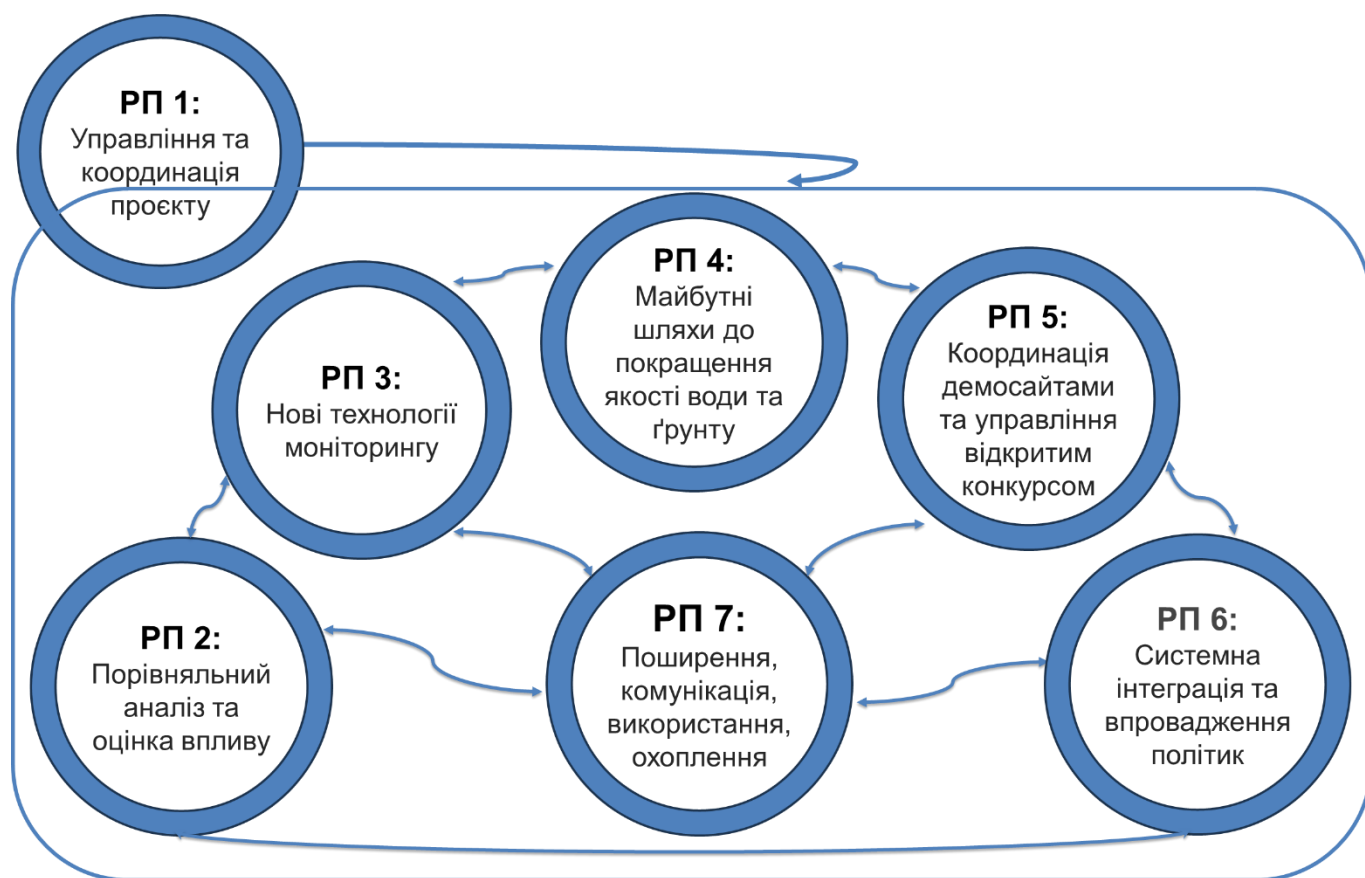 РП 1:
Управління та
координація
проєкту
РП 4:
Майбутні
шляхи до
покращення
якості води та
ґрунту
РП 5:
Координація
демосайтами
та управління
відкритим
конкурсом
РП 3:
Нові технології
моніторингу
РП 2:
Порівняльний
аналіз та
оцінка впливу
РП 7:
Поширення,
комунікація,
використання,
охоплення
РП 6:
Системна
інтеграція та
впровадження
політик